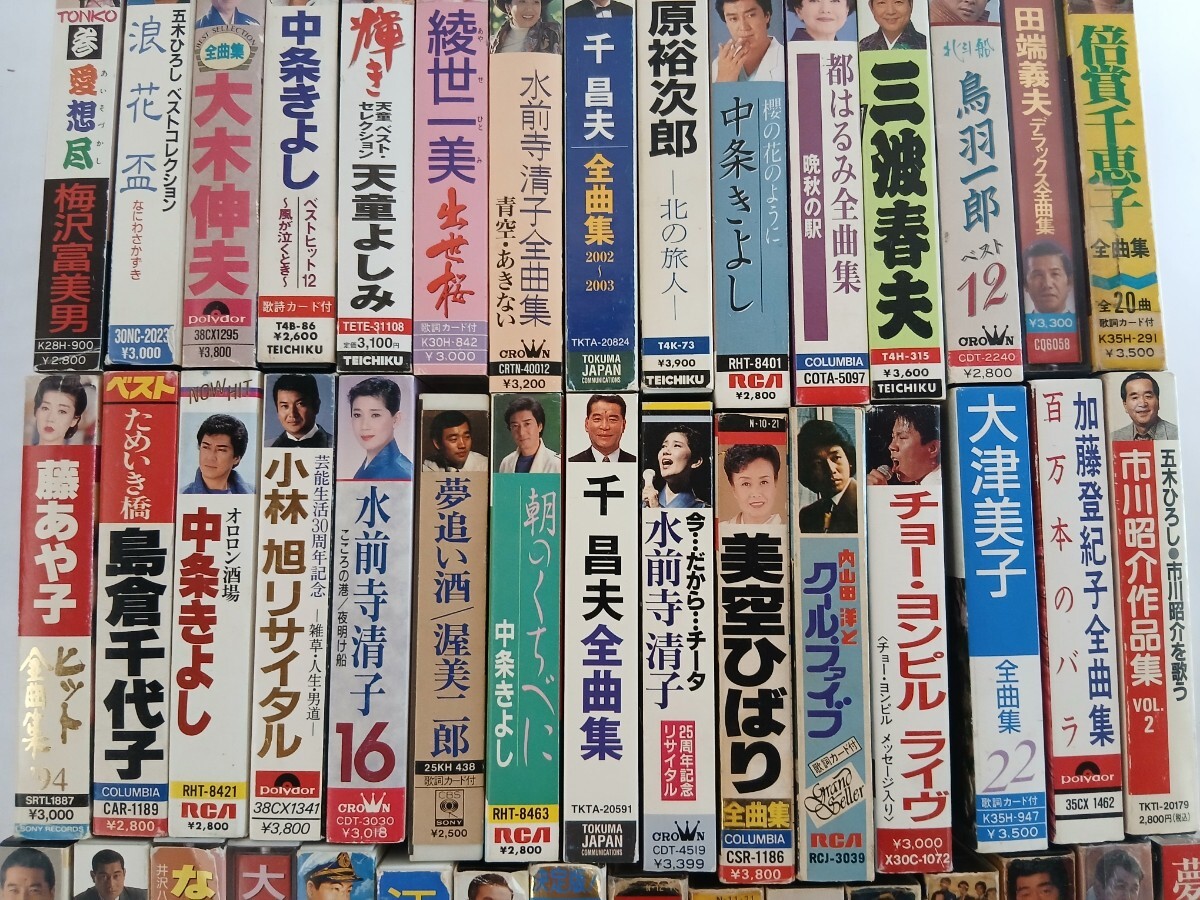 TONKO
巻
愛想尽
あいそづかし
梅沢富美男
K28H-900
¥2,800
五木ひろし ベストコレクション
浪花盃
なにわさかずき
30NC-2023
¥3,000
BEST SELECTION
全曲集
大木伸夫
polydor
38CX1295
¥3,800
中条きよし
ベストヒット12
〜風が泣くとき〜
歌詩カード付
T4B-86
¥2,600
TEICHIKU
輝き
天童ベスト・セレクション
天童よしみ
TETE-31108
定価3,100円
TEICHIKU
綾世一美
あやせひとみ
出世桜
歌詞カード付
K30H-842
¥3,000
水前寺清子全曲集
青空・あきない
CROWN
CRTN-40012
¥3,200
千昌夫
全曲集
2002〜2003
TKTA-20824
TOKUMA JAPAN
COMMUNICATIONS
原裕次郎
―北の旅人―
T4K-73
¥3,900
TEICHIKU
櫻の花のように
中条きよし
RHT-8401
RCA
¥2,800
都はるみ全曲集
晩秋の駅
COLUMBIA
COTA-5097
三波春夫
T4H-315
¥3,600
TEICHIKU
北引船
鳥羽一郎
ベスト12
CROWN
CDT-2240
¥2,800
田端義夫
デラックス全曲集
¥3,300
CQ6058
倍賞千恵子
全曲集
全20曲
歌詞カード付
K35H-291
¥3,500
藤あや子
ヒット全曲集'94
SRTL1887
¥3,000
SONY RECORDS
ベスト
ためいき橋
島倉千代子
COLUMBIA
CAR-1189
¥2,800
NOW HIT
オロロン酒場
中条きよし
RHT-8421
RCA
¥2,800
芸能生活30周年記念
小林旭リサイタル
―雑草・人生・男道―
polydor
38CX1341
¥3,800
水前寺清子
こころの港/夜明け船
16
CROWN
CDT-3030
¥3,018
夢追い酒/渥美二郎
25KH 438
歌詞カード付
CBS SONY
¥2,500
朝のくちべに
中条きよし
RHT-8463
RCA
¥2,800
千昌夫全曲集
TKTA-20591
TOKUMA JAPAN
COMMUNICATIONS
今…だから…チータ
水前寺清子
25周年記念リサイタル
CROWN
CDT-4519
¥3,399
N・10・21
美空ひばり
全曲集
COLUMBIA
CSR-1186
¥3,800
内山田洋と
クール・ファイブ
歌詞カード付
Grand Seller
RCA
RCJ-3039
チョー・ヨンピル ライヴ
〈チョー・ヨンピル メッセージ入り〉
¥3,000
X30C-1072
大津美子
全曲集
22
歌詞カード付
K35H-947
¥3,500
加藤登紀子全曲集
百万本のバラ
polydor
35CX 1462
五木ひろし●市川昭介を歌う
市川昭介作品集
VOL.2
TKTI-20179
2,800円(税込)
井沢八
な
大
江
決定版
夢